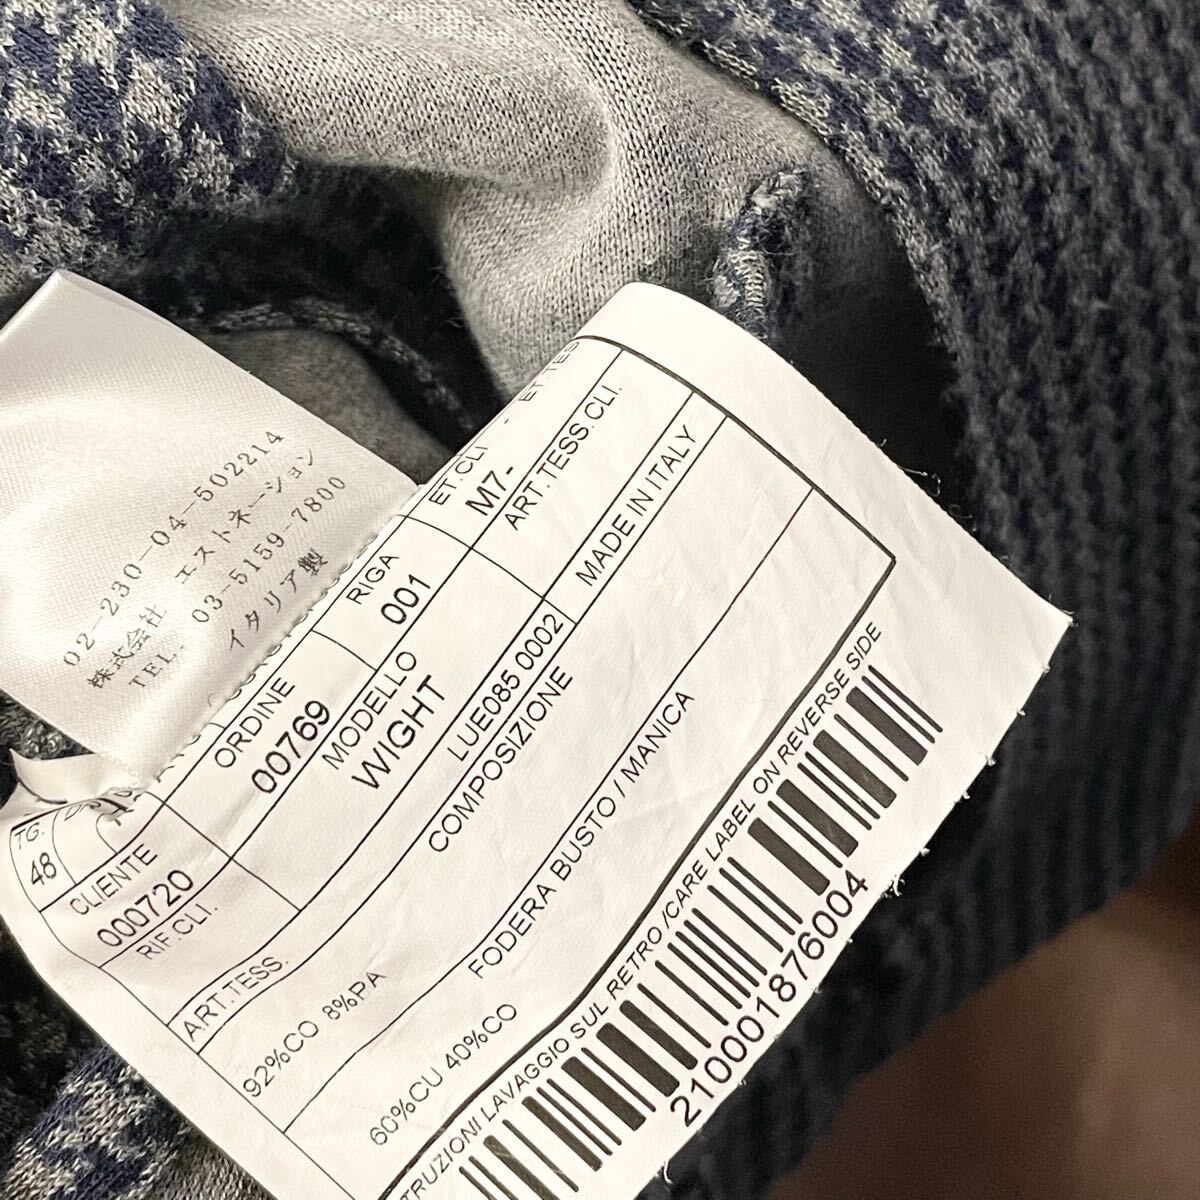 02-230-04-502214
株式会社 エストネーション
TEL. 03-5159-7800
イタリア製
TG.
48
CLIENTE
000720
ORDINE
00769
RIGA
001
ET.CLI
M7-
RIF.CLI.
MODELLO
WIGHT
ART.TESS.CLI.
ART.TESS.
LUE085 0002
MADE IN ITALY
COMPOSIZIONE
92%CO 8%PA
FODERA BUSTO / MANICA
60%CU 40%CO
TRUZIONI LAVAGGIO SUL RETRO /CARE LABEL ON REVERSE SIDE
2100001876004